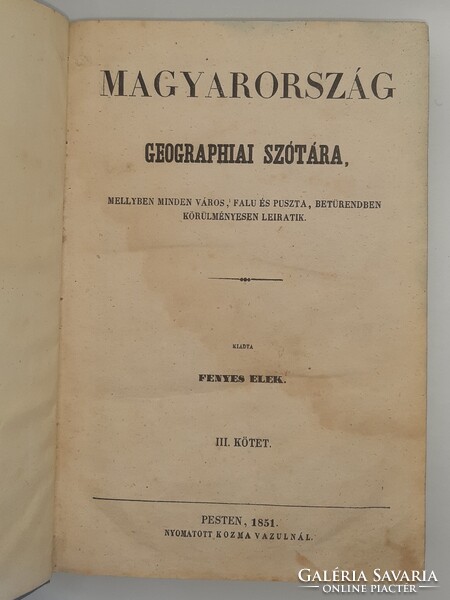 MAGYARORSZÁG
GEOGRAPHIAI SZÓTÁRA,
MELLYBEN MINDEN VÁROS, FALU ÉS PUSZTA, BETÜRENDBEN
KÖRÜLMÉNYESEN LEIRATIK.
KIADTA
FENYES ELEK.
III. KÖTET.
PESTEN, 1851.
NYOMATOTT KOZMA VAZULNÁL.
GALÉRIA SAVARIA
ONLINE PIACTÉR